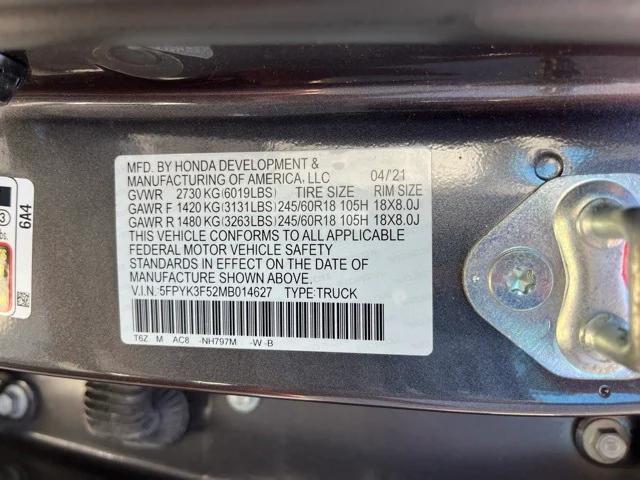 MFD. BY HONDA DEVELOPMENT &
MANUFACTURING OF AMERICA, LLC 04/21
GVWR 2730 KG (6019LBS) TIRE SIZE RIM SIZE
GAWR F 1420 KG (3131LBS) 245/60R18 105H 18X8.0J
GAWR R 1480 KG (3263LBS) 245/60R18 105H 18X8.0J
THIS VEHICLE CONFORMS TO ALL APPLICABLE
FEDERAL MOTOR VEHICLE SAFETY
STANDARDS IN EFFECT ON THE DATE OF
MANUFACTURE SHOWN ABOVE.
V.I.N. 5FPYK3F52MB014627 TYPE:TRUCK
T6Z M AC8 -NH797M -W -B
6A4
3
bs.